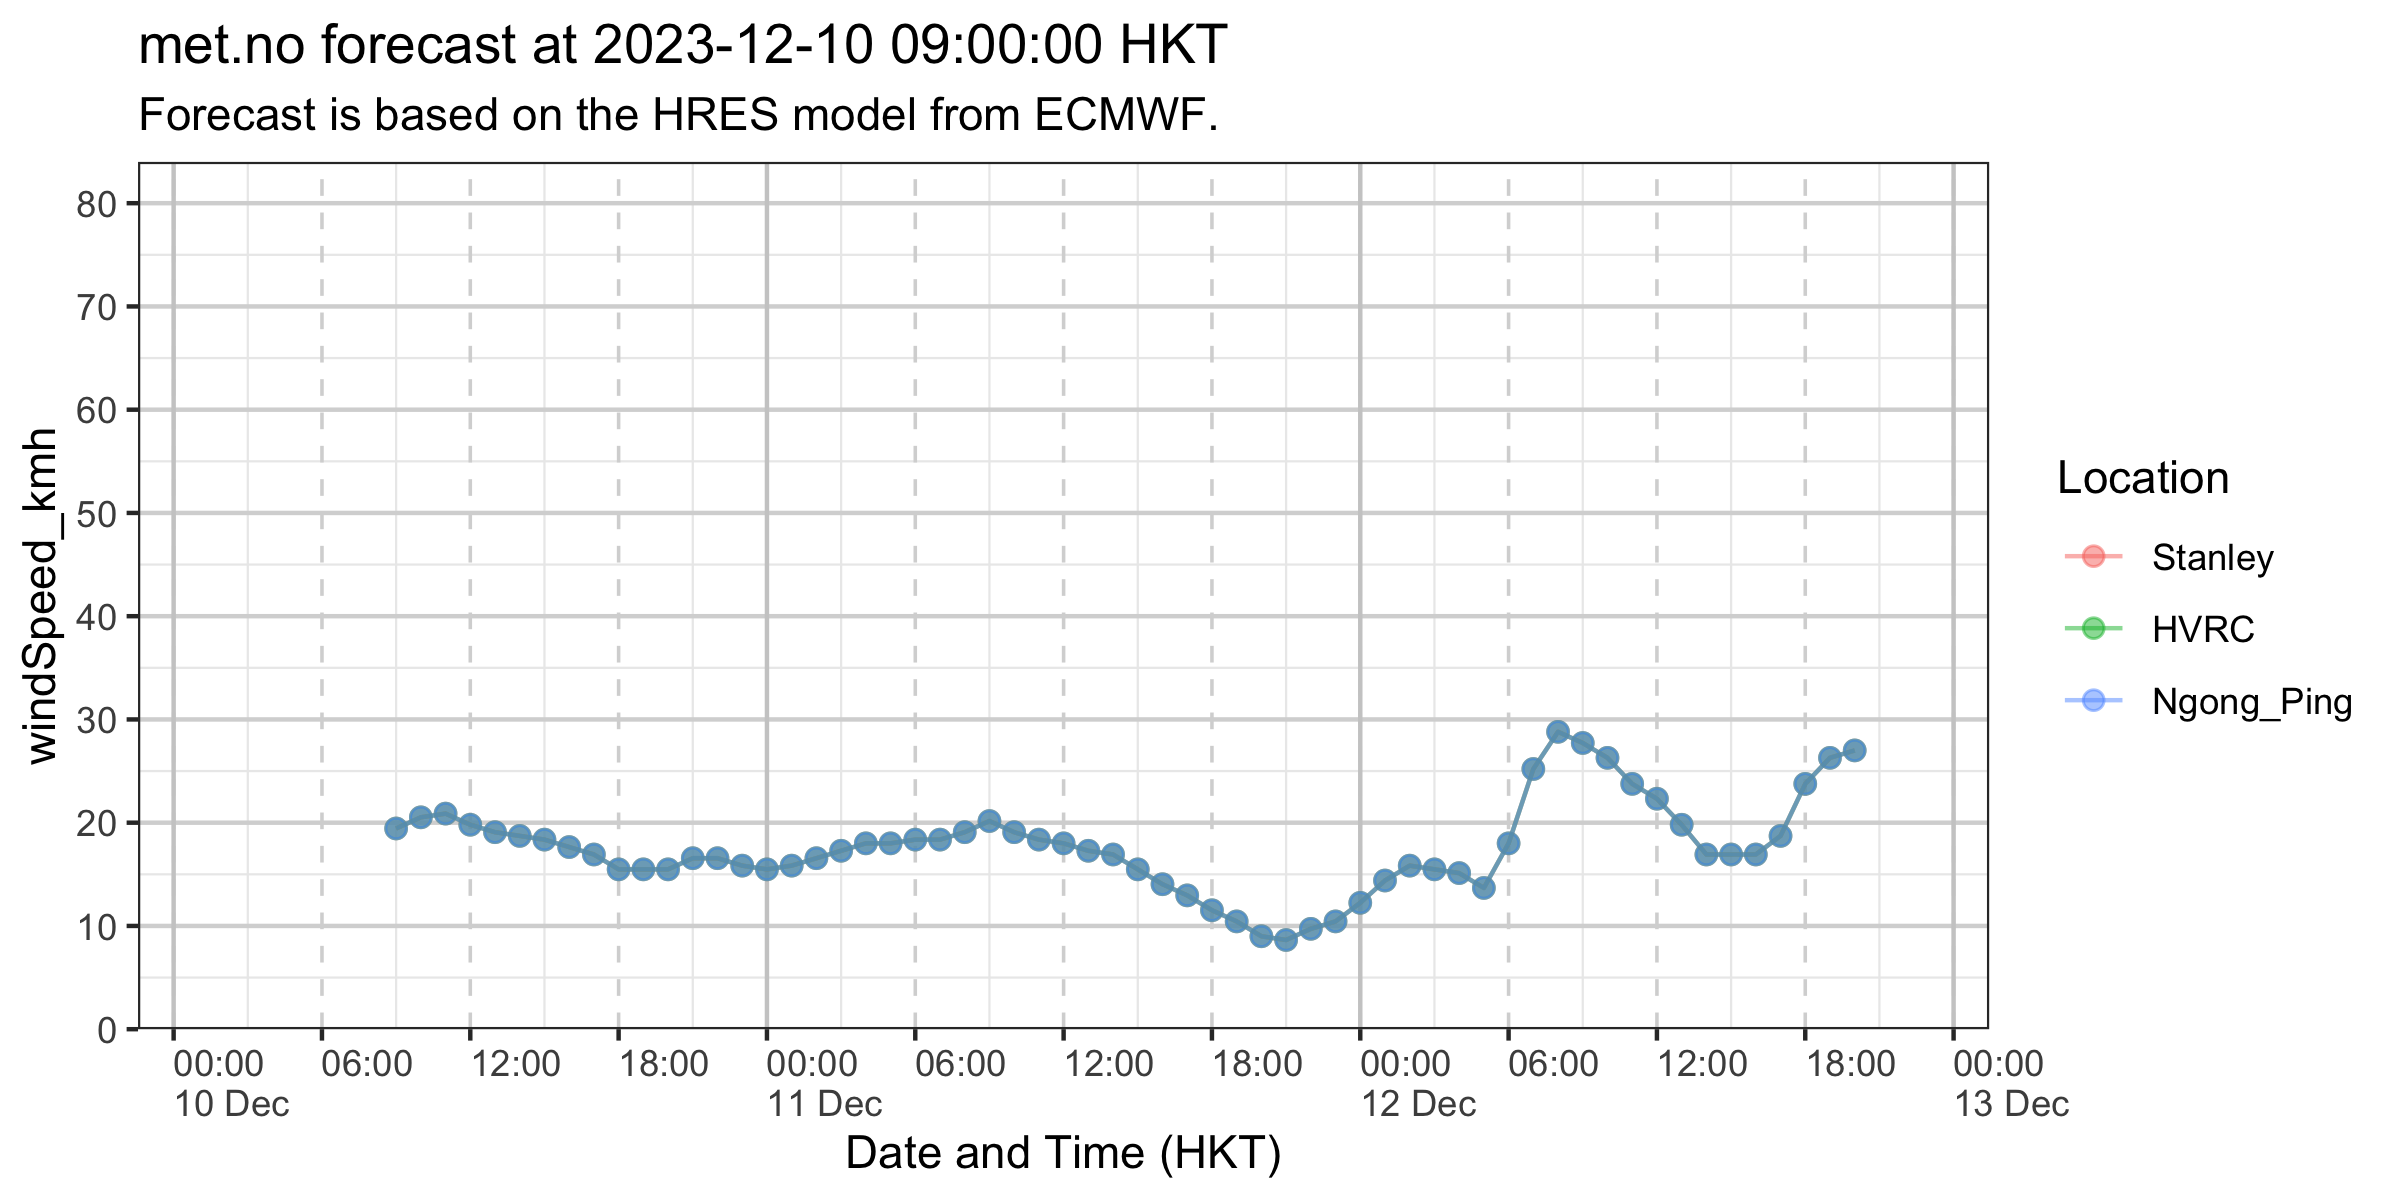 met.no forecast at 2023-12-10 09:00:00 HKT
Forecast is based on the HRES model from ECMWF.
windSpeed_kmh
80
70
60
50
40
30
20
10
0
00:00 06:00 12:00 18:00 00:00 06:00 12:00 18:00 00:00 06:00 12:00 18:00 00:00
10 Dec 11 Dec 12 Dec 13 Dec
Date and Time (HKT)
Location
Stanley
HVRC
Ngong_Ping